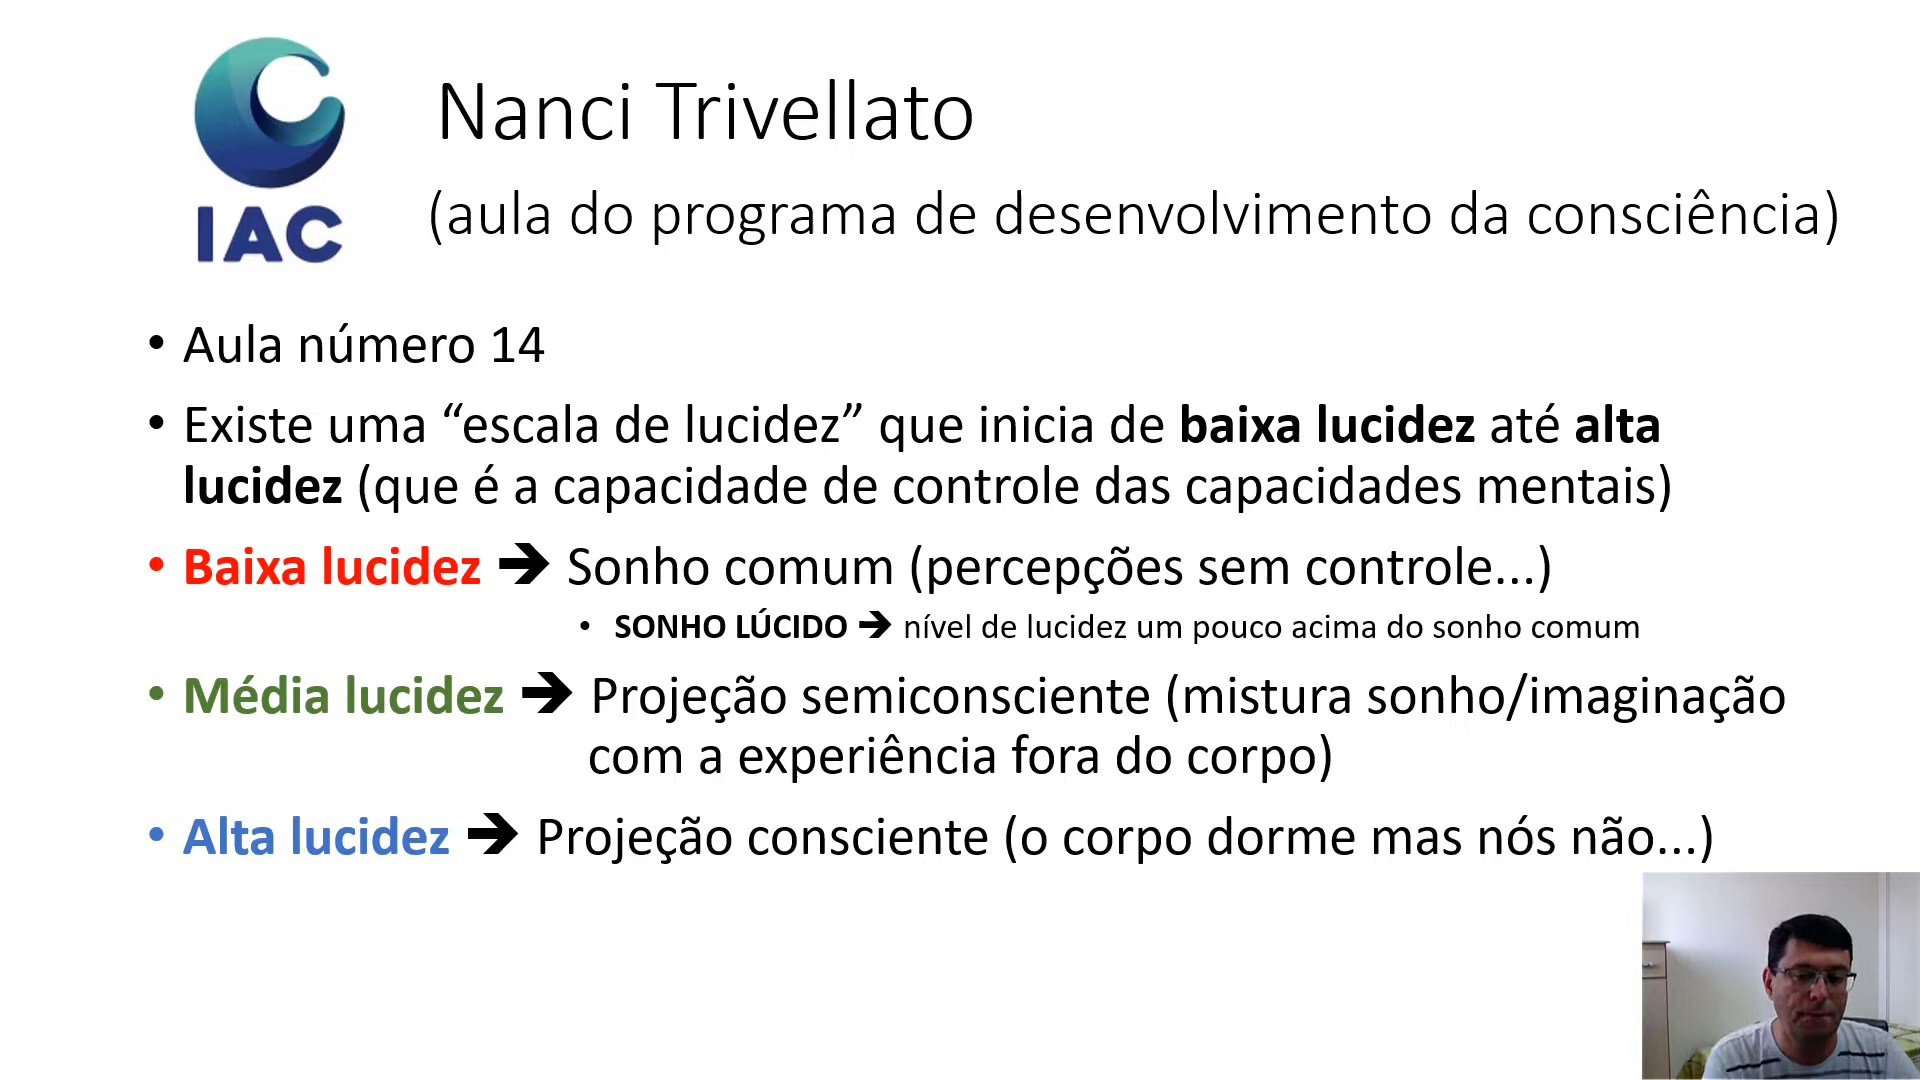 IAC
Nanci Trivellato
(aula do programa de desenvolvimento da consciência)
• Aula número 14
• Existe uma “escala de lucidez” que inicia de baixa lucidez até alta
lucidez (que é a capacidade de controle das capacidades mentais)
• Baixa lucidez ➔ Sonho comum (percepções sem controle...)
• SONHO LÚCIDO ➔ nível de lucidez um pouco acima do sonho comum
• Média lucidez ➔ Projeção semiconsciente (mistura sonho/imaginação
com a experiência fora do corpo)
• Alta lucidez ➔ Projeção consciente (o corpo dorme mas nós não...)